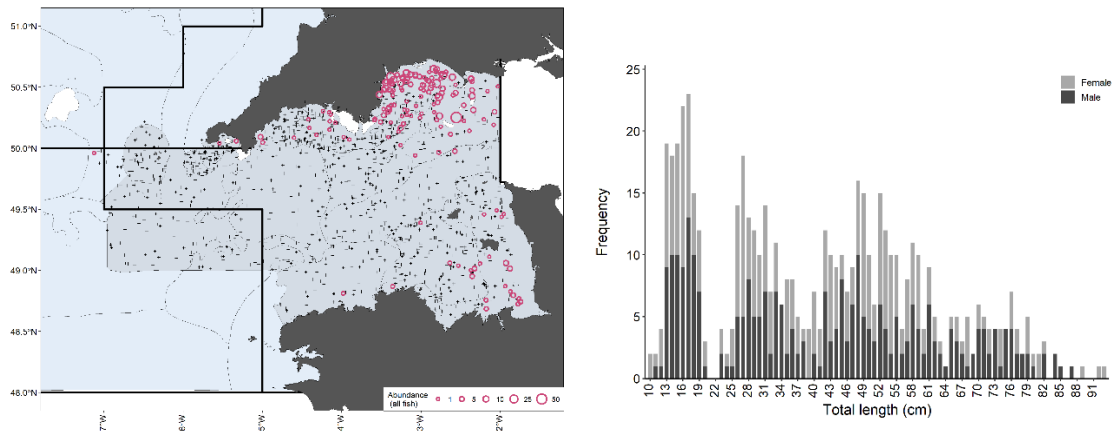 51.0°N
50.5°N
50.0°N
49.5°N
49.0°N
48.5°N
48.0°N
7°W
6°W
5°W
4°W
3°W
2°W
Abundance
(all fish)
1
5
10
25
50
25
20
15
10
5
0
Frequency
Female
Male
10 13 16 19 22 25 28 31 34 37 40 43 46 49 52 55 58 61 64 67 70 73 76 79 82 85 88 91
Total length (cm)